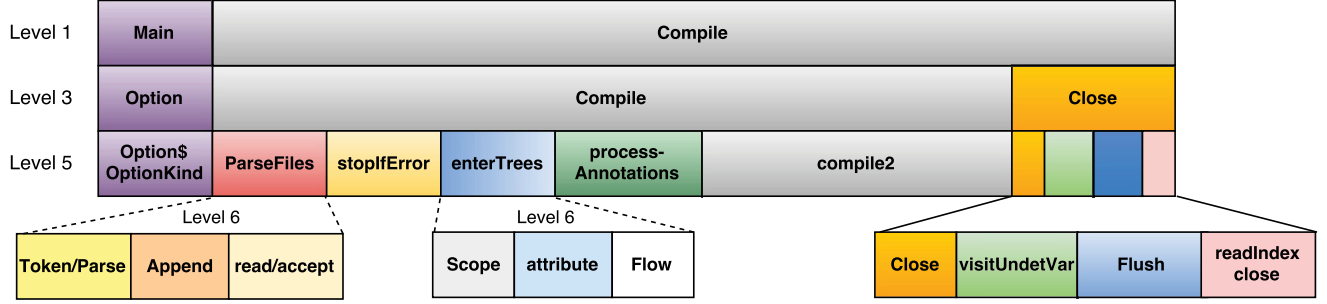 Level 1
Main
Compile
Level 3
Option
Compile
Close
Level 5
Option$
OptionKind
ParseFiles
stopIfError
enterTrees
process-
Annotations
compile2
Level 6
Token/Parse
Append
read/accept
Level 6
Scope
attribute
Flow
Close
visitUndetVar
Flush
readIndex
close